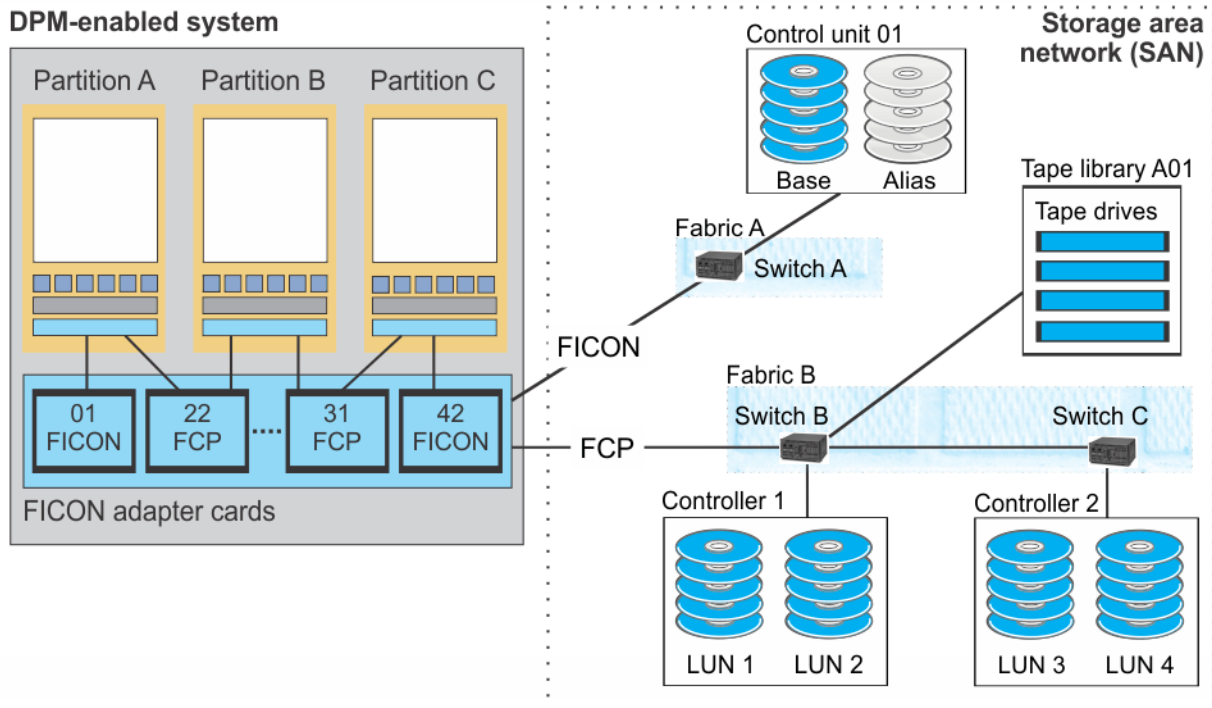 DPM-enabled system
Partition A
Partition B
Partition C
01
FICON
22
FCP
....
31
FCP
42
FICON
FICON adapter cards
Storage area
network (SAN)
Control unit 01
Base
Alias
Tape library A01
Tape drives
Fabric A
Switch A
FICON
Fabric B
Switch B
Switch C
FCP
Controller 1
LUN 1
LUN 2
Controller 2
LUN 3
LUN 4